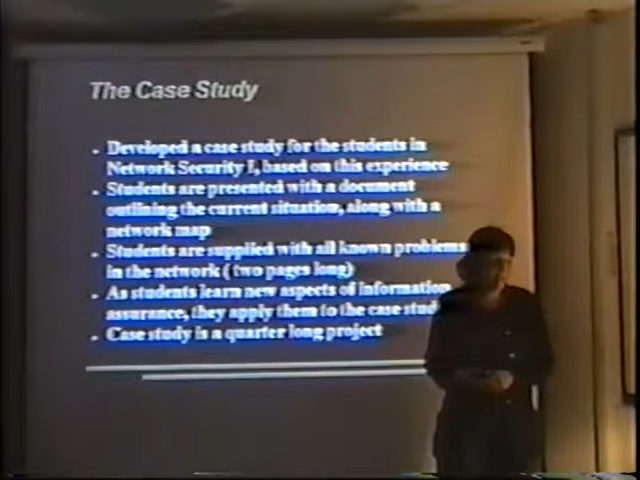 The Case Study
• Developed a case study for the students in
Network Security I, based on this experience
• Students are presented with a document
outlining the current situation, along with a
network map
• Students are supplied with all known problems
in the network ( two pages long)
• As students learn new aspects of information
assurance, they apply them to the case stud
• Case study is a quarter long project